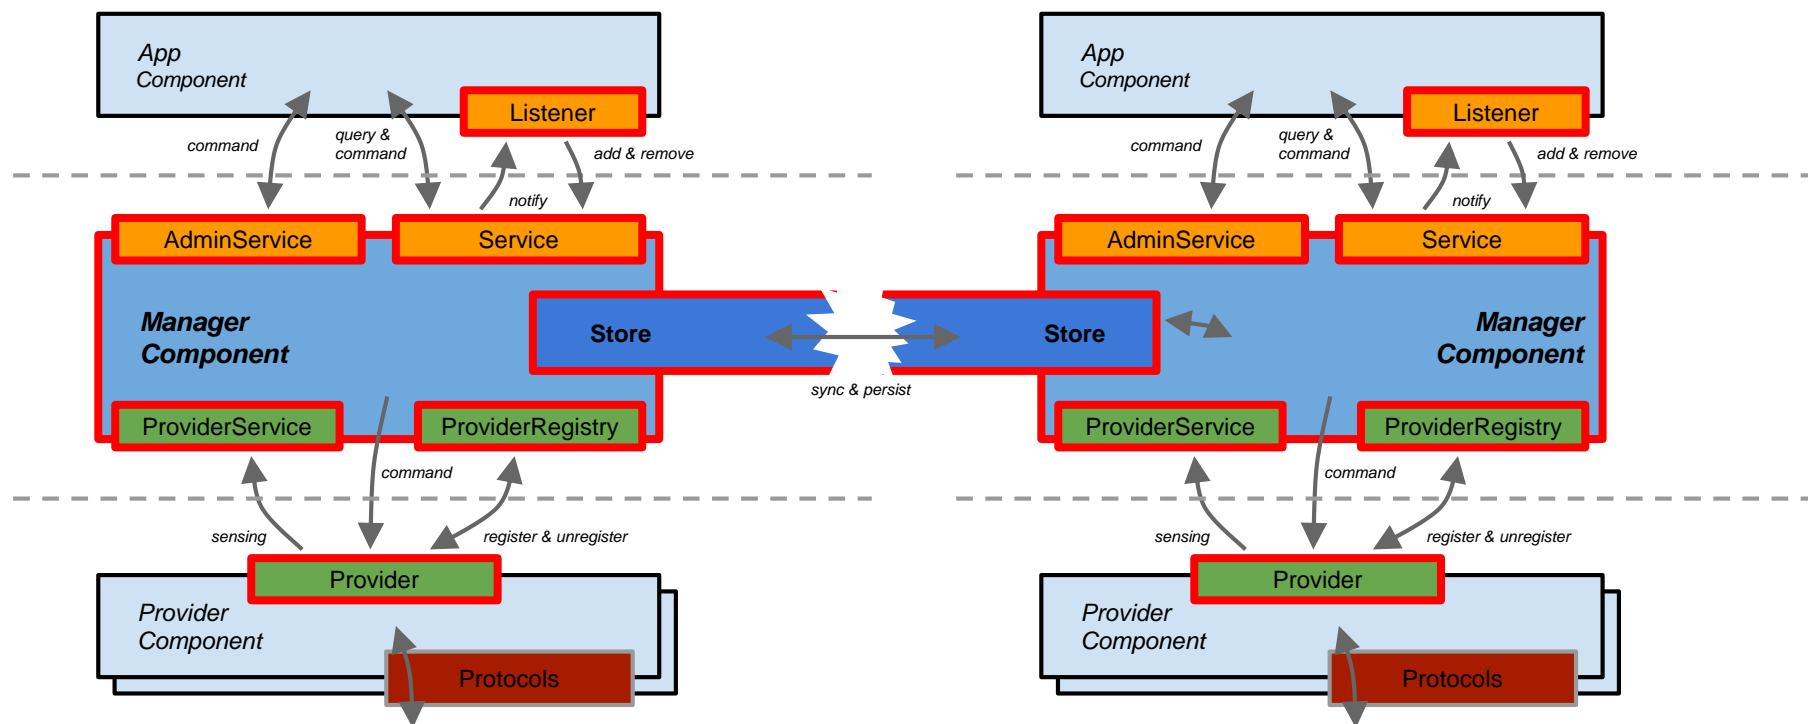 App
Component
Listener
command
query &
command
add & remove
notify
AdminService
Service
Manager
Component
Store
ProviderService
ProviderRegistry
command
sensing
register & unregister
Provider
Provider
Component
Protocols
sync & persist
App
Component
Listener
command
query &
command
add & remove
notify
AdminService
Service
Store
Manager
Component
ProviderService
ProviderRegistry
command
sensing
register & unregister
Provider
Provider
Component
Protocols